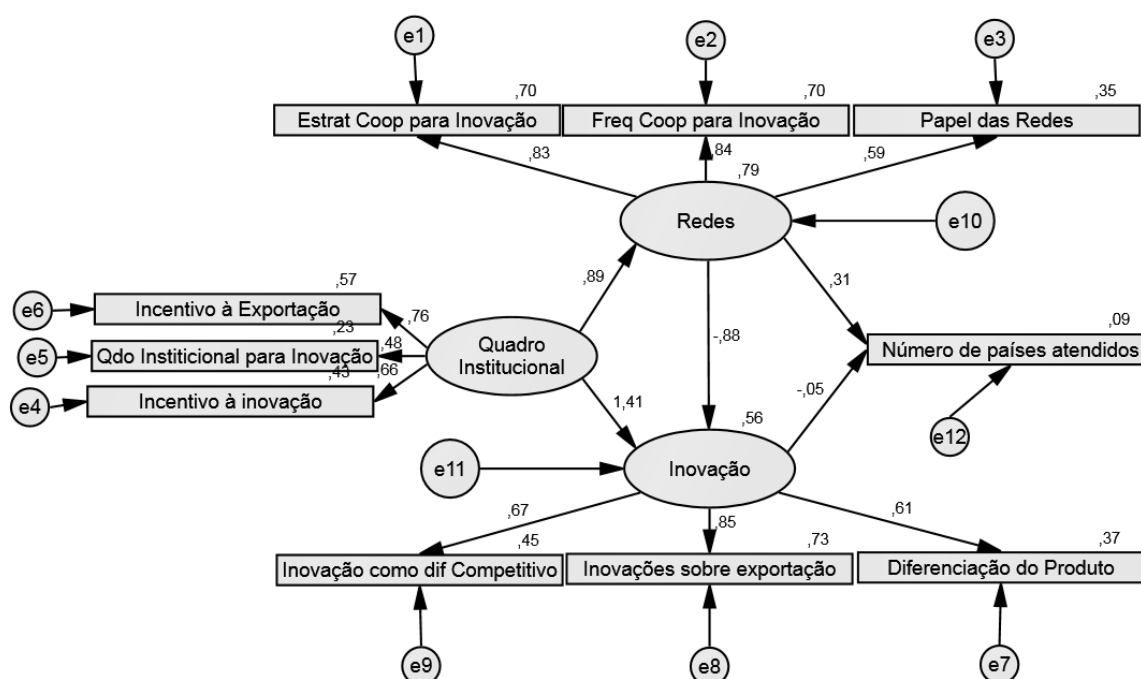 e1
e2
e3
,70
,70
,35
Estrat Coop para Inovação
Freq Coop para Inovação
Papel das Redes
,83
,84
,59
,79
Redes
e10
,89
,31
,57
e6
Incentivo à Exportação
,76
,23
,09
e5
Qdo Institicional para Inovação
,48
Quadro
Institucional
-,88
Número de países atendidos
,43
,66
e4
Incentivo à inovação
1,41
-,05
,56
e12
e11
Inovação
,67
,85
,61
,45
,73
,37
Inovação como dif Competitivo
Inovações sobre exportação
Diferenciação do Produto
e9
e8
e7